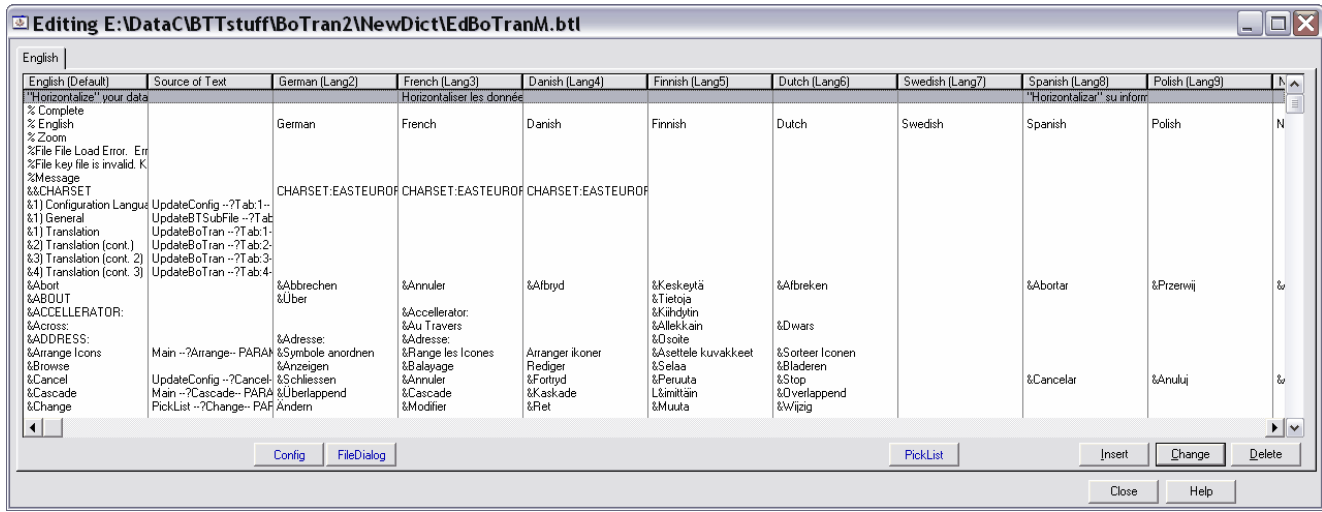 Editing E:\DataC\BTTstuff\BoTran2\NewDict\EdBoTranM.btl
English
English (Default) Source of Text German (Lang2) French (Lang3) Danish (Lang4) Finnish (Lang5) Dutch (Lang6) Swedish (Lang7) Spanish (Lang8) Polish (Lang9) N
"Horizontalize" your data Horizontaliser les donnée "Horizontalizar" su inform
% Complete
% English German French Danish Finnish Dutch Swedish Spanish Polish N
% Zoom
%File File Load Error. Err
%File key file is invalid. K
%Message
&&CHARSET CHARSET:EASTEUROP CHARSET:EASTEUROP CHARSET:EASTEUROP
&1) Configuration Langua UpdateConfig --?Tab:1--
&1) General UpdateBTSubFile --?Tab
&1) Translation UpdateBoTran --?Tab:1-
&2) Translation (cont.) UpdateBoTran --?Tab:2-
&3) Translation (cont. 2) UpdateBoTran --?Tab:3-
&4) Translation (cont. 3) UpdateBoTran --?Tab:4-
&Abort &Abbrechen &Annuler &Afbryd &Keskeytä &Afbreken &Abortar &Przerwij
&ABOUT &Über &Tietoja
&ACCELLERATOR: &Accellerator: &Kiihdytin
&Across: &Au Travers &Allekkain &Dwars
&ADDRESS: &Adresse: &Adresse: &Osoite
&Arrange Icons Main --?Arrange-- PARAM &Symbole anordnen &Range les Icones Arranger ikoner &Asettele kuvakkeet &Sorteer Iconen
&Browse &Anzeigen &Balayage Rediger &Selaa &Bladeren
&Cancel UpdateConfig --?Cancel- &Schliessen &Annuler &Fortryd &Peruuta &Stop &Cancelar &Anuluj
&Cascade Main --?Cascade-- PARA &Überlappend &Cascade &Kaskade L&imittäin &Overlappend
&Change PickList --?Change-- PAF Ändern &Modifier &Ret &Muuta &Wijzig
Config FileDialog PickList Insert Change Delete
Close Help